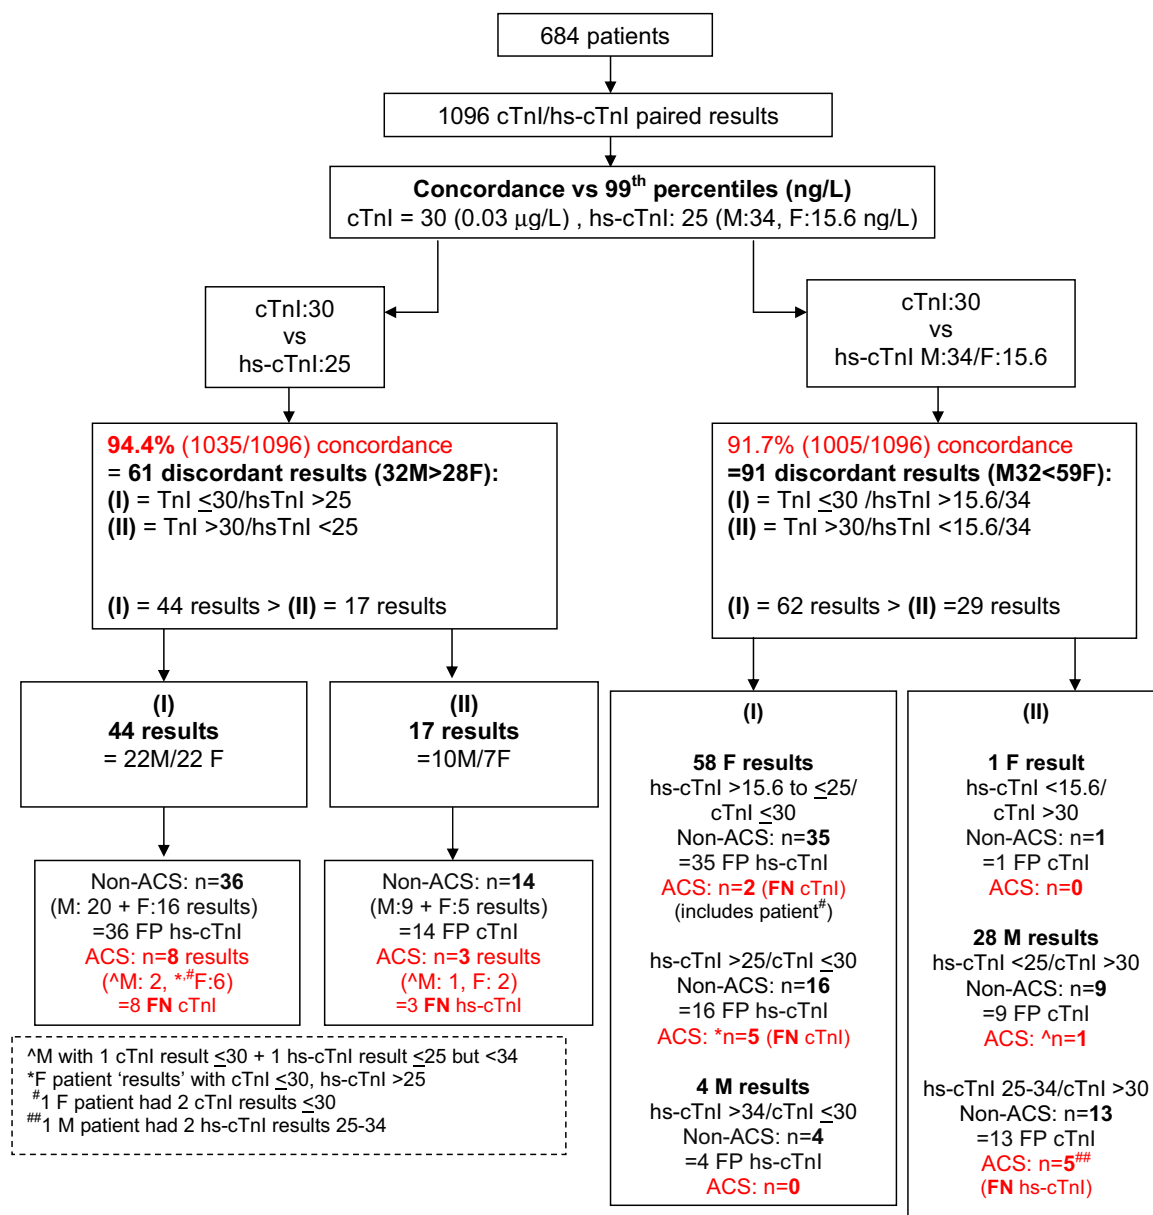 684 patients
1096 cTnI/hs-cTnI paired results
Concordance vs 99th percentiles (ng/L)
cTnI = 30 (0.03 µg/L) , hs-cTnI: 25 (M:34, F:15.6 ng/L)
cTnI:30
vs
hs-cTnI:25
cTnI:30
vs
hs-cTnI M:34/F:15.6
94.4% (1035/1096) concordance
= 61 discordant results (32M>28F):
(I) = TnI ≤30/hsTnI >25
(II) = TnI >30/hsTnI <25
(I) = 44 results > (II) = 17 results
91.7% (1005/1096) concordance
=91 discordant results (M32<59F):
(I) = TnI ≤30 /hsTnI >15.6/34
(II) = TnI >30/hsTnI <15.6/34
(I) = 62 results > (II) =29 results
(I)
44 results
= 22M/22 F
(II)
17 results
=10M/7F
Non-ACS: n=36
(M: 20 + F:16 results)
=36 FP hs-cTnI
ACS: n=8 results
(^M: 2, *,#F:6)
=8 FN cTnI
Non-ACS: n=14
(M:9 + F:5 results)
=14 FP cTnI
ACS: n=3 results
(^M: 1, F: 2)
=3 FN hs-cTnI
(I)
58 F results
hs-cTnI >15.6 to ≤25/
cTnI ≤30
Non-ACS: n=35
=35 FP hs-cTnI
ACS: n=2 (FN cTnI)
(includes patient#)
hs-cTnI >25/cTnI ≤30
Non-ACS: n=16
=16 FP hs-cTnI
ACS: *n=5 (FN cTnI)
4 M results
hs-cTnI >34/cTnI ≤30
Non-ACS: n=4
=4 FP hs-cTnI
ACS: n=0
(II)
1 F result
hs-cTnI <15.6/
cTnI >30
Non-ACS: n=1
=1 FP cTnI
ACS: n=0
28 M results
hs-cTnI <25/cTnI >30
Non-ACS: n=9
=9 FP cTnI
ACS: ^n=1
hs-cTnI 25-34/cTnI >30
Non-ACS: n=13
=13 FP cTnI
ACS: n=5##
(FN hs-cTnI)
^M with 1 cTnI result ≤30 + 1 hs-cTnI result ≤25 but <34
*F patient ‘results’ with cTnI ≤30, hs-cTnI >25
#1 F patient had 2 cTnI results ≤30
##1 M patient had 2 hs-cTnI results 25-34